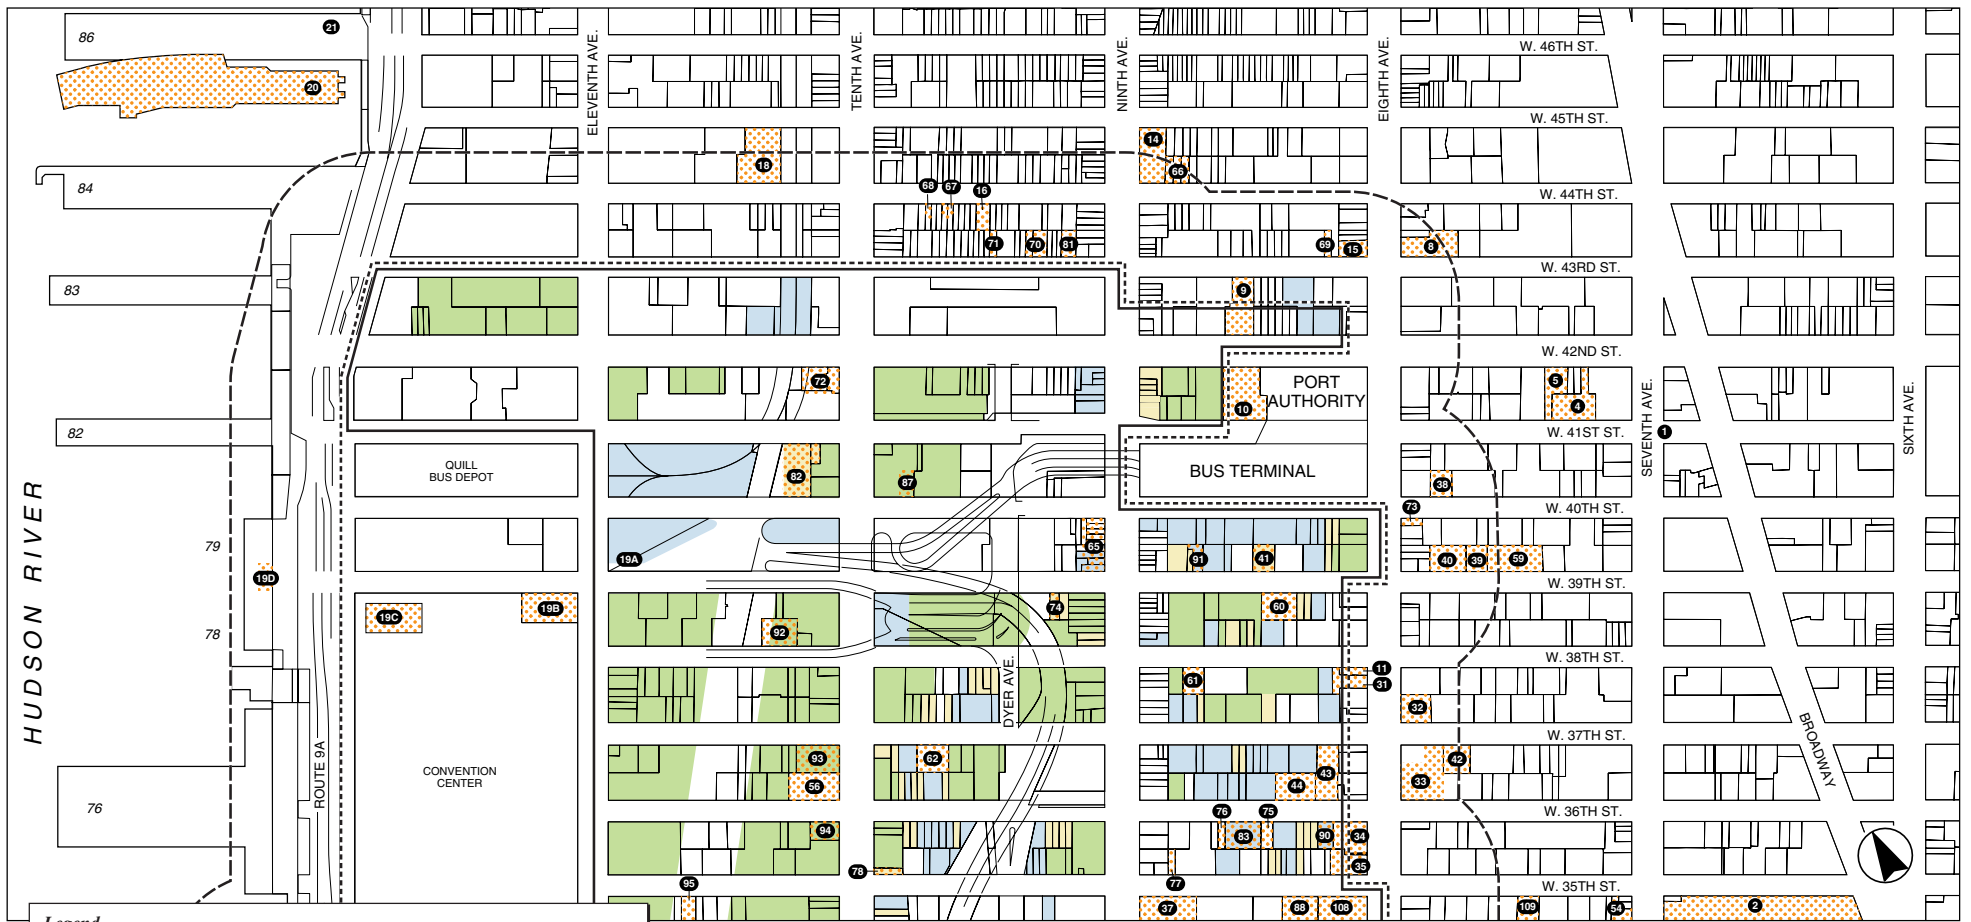 86
21
20
84
83
82
79
78
76
HUDSON RIVER
ROUTE 9A
ELEVENTH AVE.
TENTH AVE.
NINTH AVE.
EIGHTH AVE.
SEVENTH AVE.
SIXTH AVE.
DYER AVE.
BROADWAY
W. 46TH ST.
W. 45TH ST.
18
14
66
W. 44TH ST.
68
67
16
71
70
81
69
15
8
W. 43RD ST.
9
W. 42ND ST.
72
10
PORT
AUTHORITY
5
4
W. 41ST ST.
1
QUILL
BUS DEPOT
82
87
BUS TERMINAL
38
W. 40TH ST.
73
19A
65
91
41
40
39
59
19D
W. 39TH ST.
19C
19B
92
74
60
W. 38TH ST.
61
11
31
32
W. 37TH ST.
CONVENTION
CENTER
93
56
62
43
44
42
33
W. 36TH ST.
94
76
75
83
90
34
35
78
77
W. 35TH ST.
95
37
88
108
109
54
2
Legend